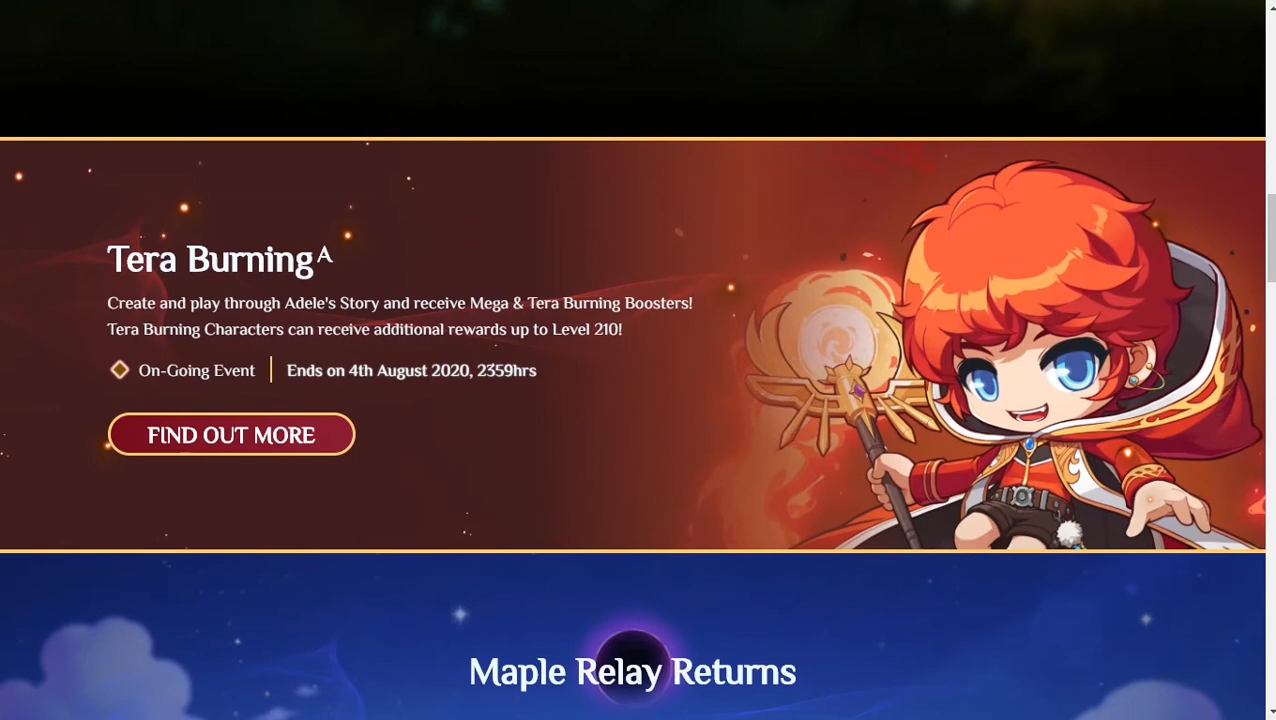 Tera Burning A
Create and play through Adele's Story and receive Mega & Tera Burning Boosters!
Tera Burning Characters can receive additional rewards up to Level 210!
On-Going Event
Ends on 4th August 2020, 2359hrs
FIND OUT MORE
Maple Relay Returns